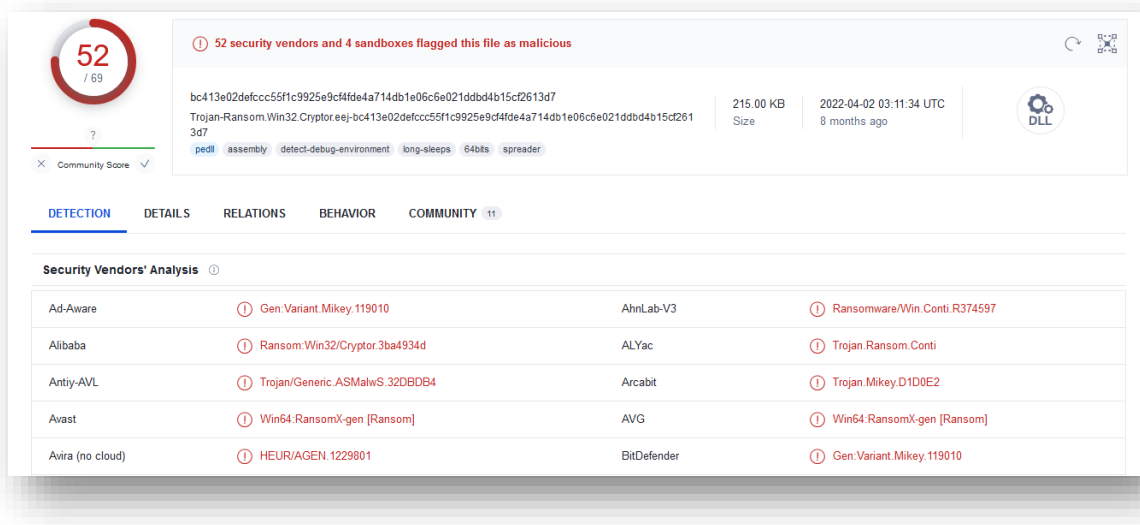 52
/ 69
?
Community Score
52 security vendors and 4 sandboxes flagged this file as malicious
bc413e02defccc55f1c9925e9cf4fde4a714db1e06c6e021ddbd4b15cf2613d7
Trojan-Ransom.Win32.Cryptor.eej-bc413e02defccc55f1c9925e9cf4fde4a714db1e06c6e021ddbd4b15cf261
3d7
pedll assembly detect-debug-environment long-sleeps 64bits spreader
215.00 KB
Size
2022-04-02 03:11:34 UTC
8 months ago
DLL
DETECTION DETAILS RELATIONS BEHAVIOR COMMUNITY 11
Security Vendors' Analysis
Ad-Aware Gen:Variant.Mikey.119010 AhnLab-V3 Ransomware/Win.Conti.R374597
Alibaba Ransom:Win32/Cryptor.3ba4934d ALYac Trojan.Ransom.Conti
Antiy-AVL Trojan/Generic.ASMalwS.32DBDB4 Arcabit Trojan.Mikey.D1D0E2
Avast Win64:RansomX-gen [Ransom] AVG Win64:RansomX-gen [Ransom]
Avira (no cloud) HEUR/AGEN.1229801 BitDefender Gen:Variant.Mikey.119010